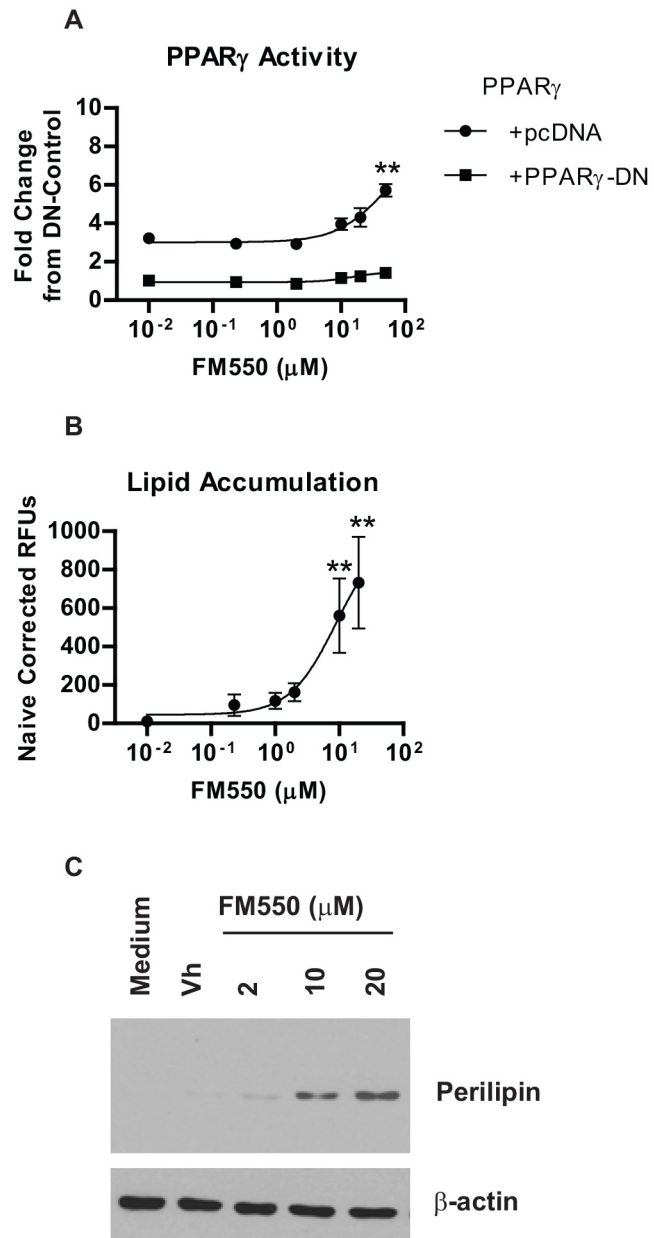 A
PPARγ Activity
PPARγ
+pcDNA
+PPARγ-DN
Fold Change
from DN-Control
10
8
6
4
2
0
**
10⁻² 10⁻¹ 10⁰ 10¹ 10²
FM550 (μM)
B
Lipid Accumulation
Naive Corrected RFUs
1000
800
600
400
200
0
**
**
10⁻² 10⁻¹ 10⁰ 10¹ 10²
FM550 (μM)
C
FM550 (μM)
Medium Vh 2 10 20
Perilipin
β-actin